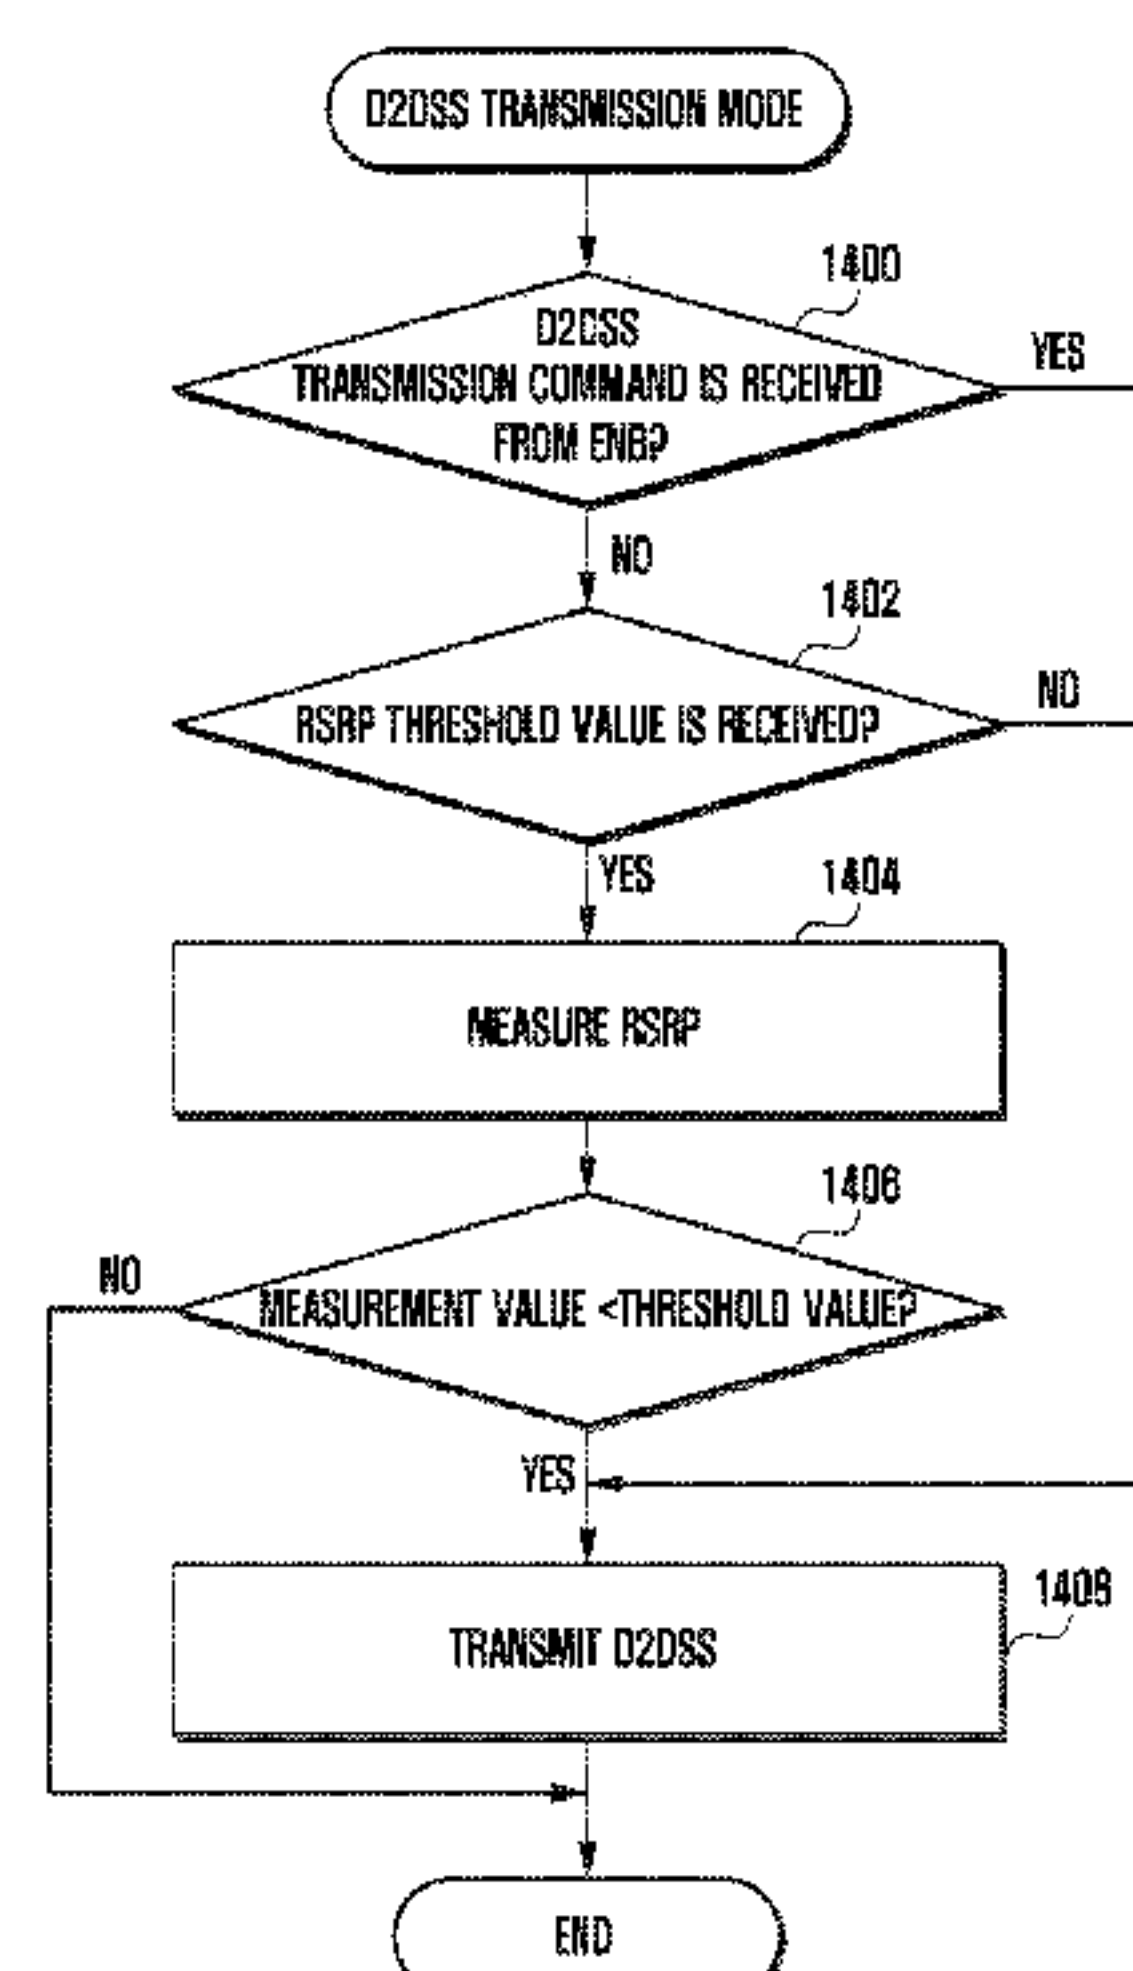 D2DSS TRANSMISSION MODE
1400
D2DSS
TRANSMISSION COMMAND IS RECEIVED
FROM ENB?
YES
NO
1402
RSRP THRESHOLD VALUE IS RECEIVED?
NO
YES
1404
MEASURE RSRP
1406
NO
MEASUREMENT VALUE <THRESHOLD VALUE?
YES
1408
TRANSMIT D2DSS
END